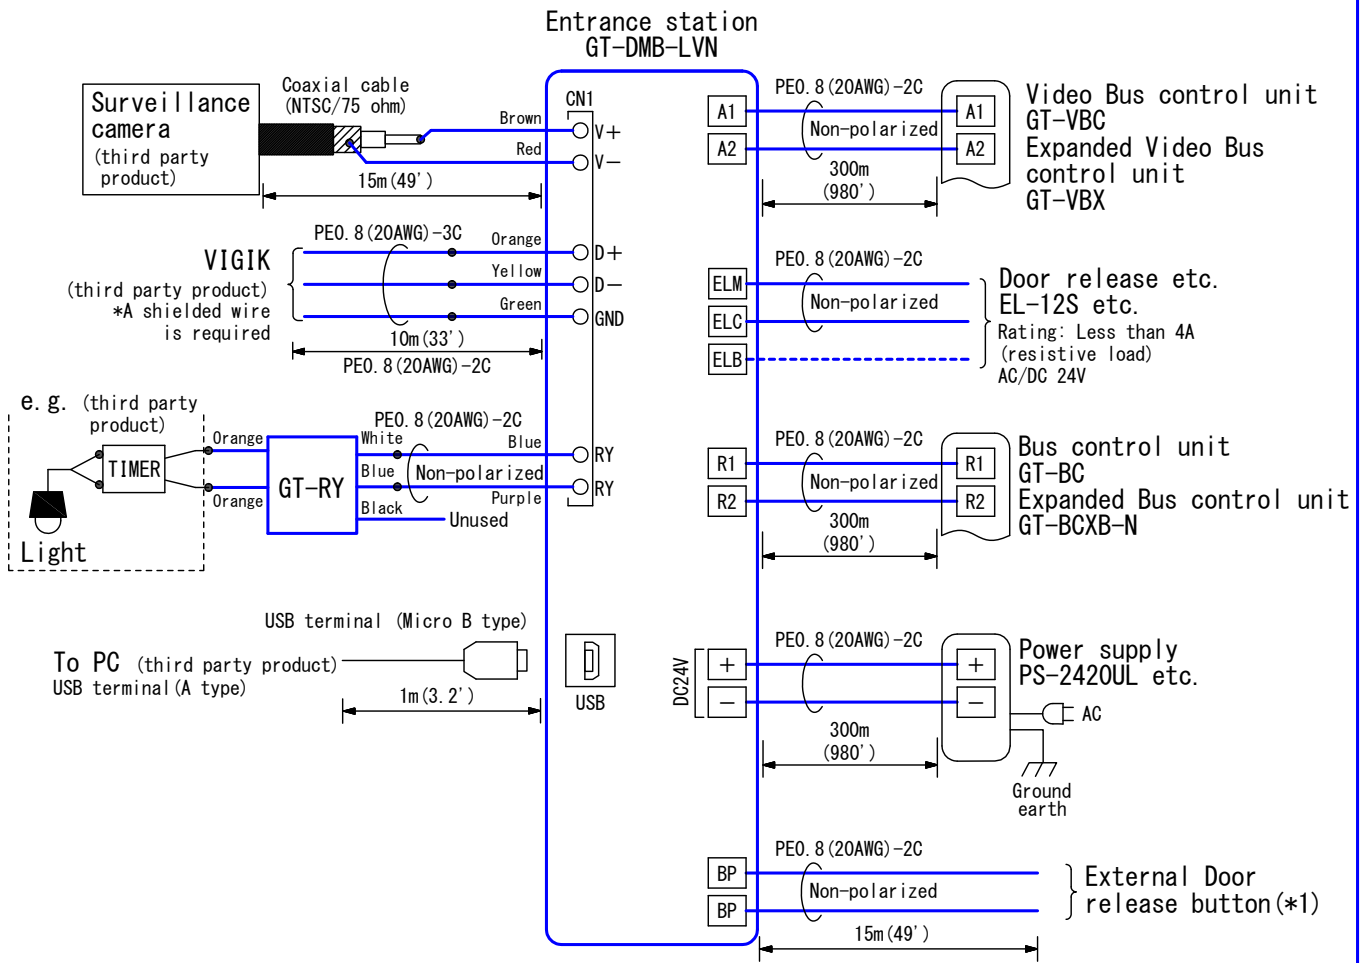 Entrance station
GT-DMB-LVN
Surveillance
camera
(third party
product)
Coaxial cable
(NTSC/75 ohm)
Brown
Red
15m(49')
CN1
V+
V-
VIGIK
(third party product)
*A shielded wire
is required
PE0.8(20AWG)-3C
Orange
Yellow
Green
D+
D-
GND
10m(33')
PE0.8(20AWG)-2C
e.g. (third party
product)
TIMER
Light
Orange
Orange
GT-RY
PE0.8(20AWG)-2C
White
Blue
Black
Non-polarized
Unused
Blue
Purple
RY
RY
USB terminal (Micro B type)
To PC (third party product)
USB terminal(A type)
1m(3.2')
USB
A1
A2
PE0.8(20AWG)-2C
Non-polarized
300m
(980')
A1
A2
Video Bus control unit
GT-VBC
Expanded Video Bus
control unit
GT-VBX
ELM
ELC
ELB
PE0.8(20AWG)-2C
Non-polarized
Door release etc.
EL-12S etc.
Rating: Less than 4A
(resistive load)
AC/DC 24V
R1
R2
PE0.8(20AWG)-2C
Non-polarized
300m
(980')
R1
R2
Bus control unit
GT-BC
Expanded Bus control unit
GT-BCXB-N
DC24V
+
-
PE0.8(20AWG)-2C
300m
(980')
+
-
Power supply
PS-2420UL etc.
AC
Ground
earth
BP
BP
PE0.8(20AWG)-2C
Non-polarized
15m(49')
External Door
release button(*1)